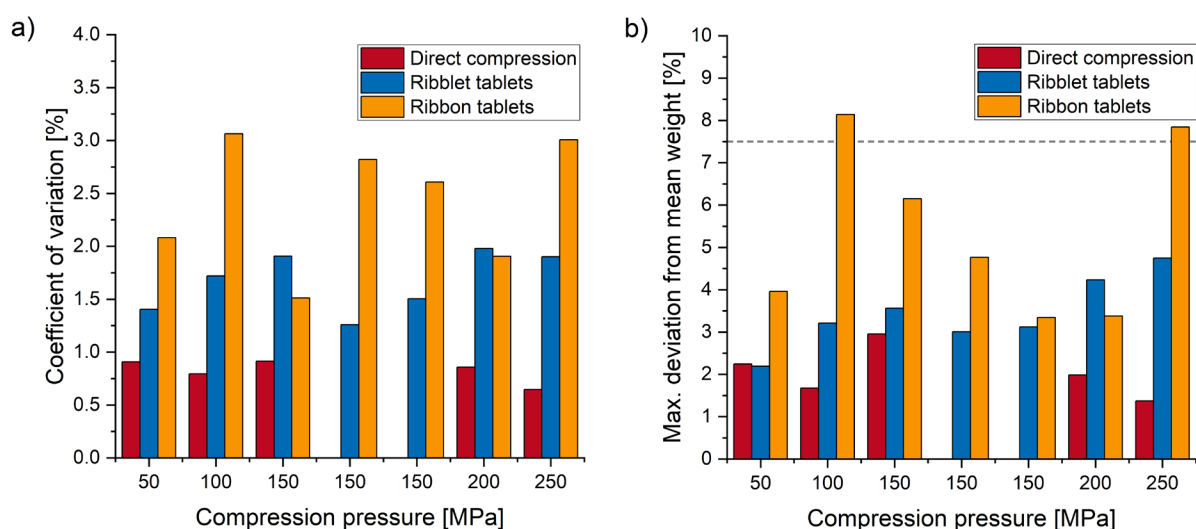 a)
Coefficient of variation [%]
4.0
3.5
3.0
2.5
2.0
1.5
1.0
0.5
0.0
Direct compression
Ribblet tablets
Ribbon tablets
50 100 150 150 150 200 250
Compression pressure [MPa]
b)
Max. deviation from mean weight [%]
10
9
8
7
6
5
4
3
2
1
0
Direct compression
Ribblet tablets
Ribbon tablets
50 100 150 150 150 200 250
Compression pressure [MPa]